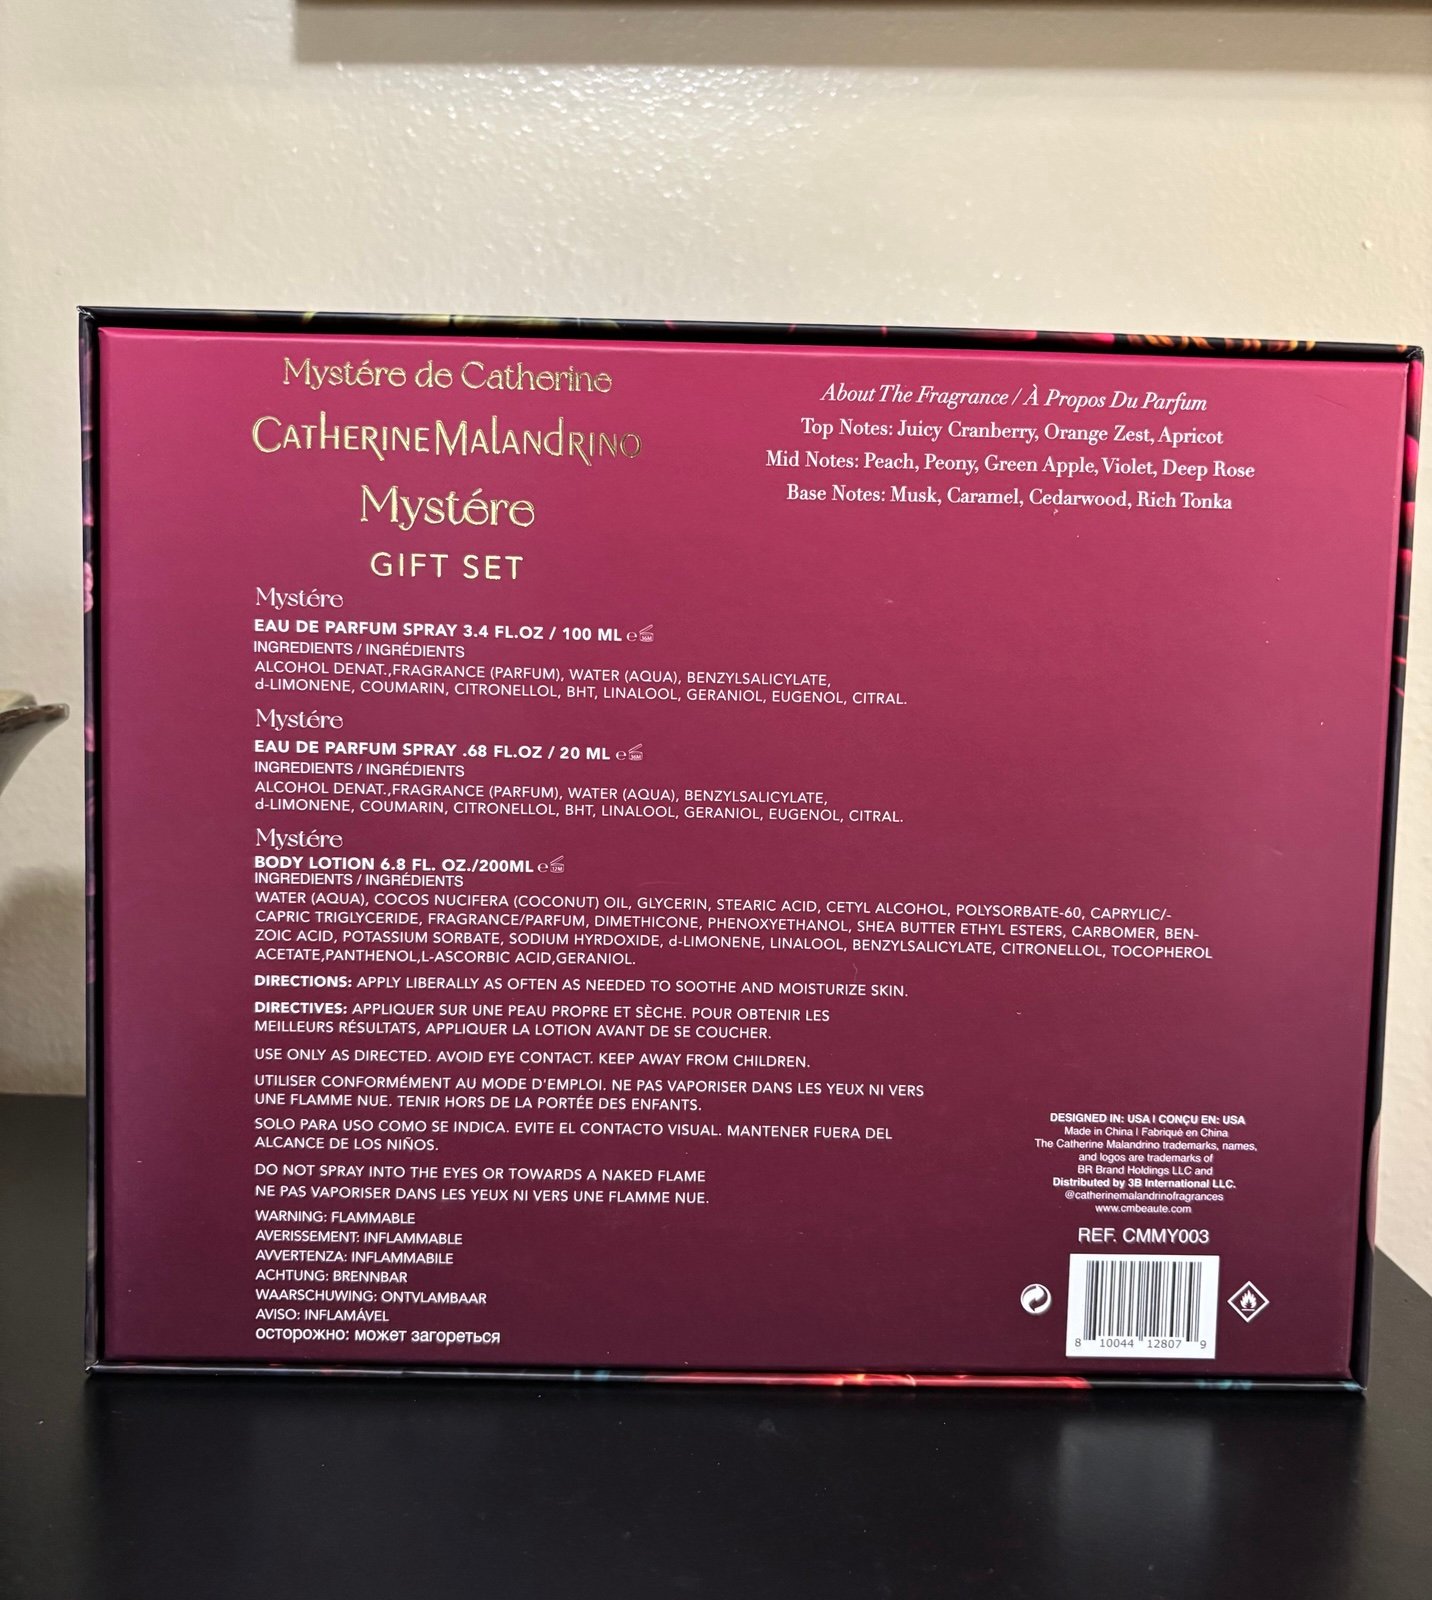 Mystére de Catherine
CATHERINE MALANDRINO
Mystére
GIFT SET
About The Fragrance / À Propos Du Parfum
Top Notes: Juicy Cranberry, Orange Zest, Apricot
Mid Notes: Peach, Peony, Green Apple, Violet, Deep Rose
Base Notes: Musk, Caramel, Cedarwood, Rich Tonka
Mystére
EAU DE PARFUM SPRAY 3.4 FL.OZ / 100 ML ℮ 36M
INGREDIENTS / INGRÉDIENTS
ALCOHOL DENAT.,FRAGRANCE (PARFUM), WATER (AQUA), BENZYLSALICYLATE,
d-LIMONENE, COUMARIN, CITRONELLOL, BHT, LINALOOL, GERANIOL, EUGENOL, CITRAL.
Mystére
EAU DE PARFUM SPRAY .68 FL.OZ / 20 ML ℮ 36M
INGREDIENTS / INGRÉDIENTS
ALCOHOL DENAT.,FRAGRANCE (PARFUM), WATER (AQUA), BENZYLSALICYLATE,
d-LIMONENE, COUMARIN, CITRONELLOL, BHT, LINALOOL, GERANIOL, EUGENOL, CITRAL.
Mystére
BODY LOTION 6.8 FL. OZ./200ML ℮ 12M
INGREDIENTS / INGRÉDIENTS
WATER (AQUA), COCOS NUCIFERA (COCONUT) OIL, GLYCERIN, STEARIC ACID, CETYL ALCOHOL, POLYSORBATE-60, CAPRYLIC/-
CAPRIC TRIGLYCERIDE, FRAGRANCE/PARFUM, DIMETHICONE, PHENOXYETHANOL, SHEA BUTTER ETHYL ESTERS, CARBOMER, BEN-
ZOIC ACID, POTASSIUM SORBATE, SODIUM HYRDOXIDE, d-LIMONENE, LINALOOL, BENZYLSALICYLATE, CITRONELLOL, TOCOPHEROL
ACETATE,PANTHENOL,L-ASCORBIC ACID,GERANIOL.
DIRECTIONS: APPLY LIBERALLY AS OFTEN AS NEEDED TO SOOTHE AND MOISTURIZE SKIN.
DIRECTIVES: APPLIQUER SUR UNE PEAU PROPRE ET SÈCHE. POUR OBTENIR LES
MEILLEURS RÉSULTATS, APPLIQUER LA LOTION AVANT DE SE COUCHER.
USE ONLY AS DIRECTED. AVOID EYE CONTACT. KEEP AWAY FROM CHILDREN.
UTILISER CONFORMÉMENT AU MODE D'EMPLOI. NE PAS VAPORISER DANS LES YEUX NI VERS
UNE FLAMME NUE. TENIR HORS DE LA PORTÉE DES ENFANTS.
SOLO PARA USO COMO SE INDICA. EVITE EL CONTACTO VISUAL. MANTENER FUERA DEL
ALCANCE DE LOS NIÑOS.
DO NOT SPRAY INTO THE EYES OR TOWARDS A NAKED FLAME
NE PAS VAPORISER DANS LES YEUX NI VERS UNE FLAMME NUE.
WARNING: FLAMMABLE
AVERISSEMENT: INFLAMMABLE
AVVERTENZA: INFLAMMABILE
ACHTUNG: BRENNBAR
WAARSCHUWING: ONTVLAMBAAR
AVISO: INFLAMÁVEL
осторожно: может загореться
DESIGNED IN: USA I CONÇU EN: USA
Made in China I Fabriqué en China
The Catherine Malandrino trademarks, names,
and logos are trademarks of
BR Brand Holdings LLC and
Distributed by 3B International LLC.
@catherinemalandrinofragrances
www.cmbeaute.com
REF. CMMY003
8 10044 12807 9